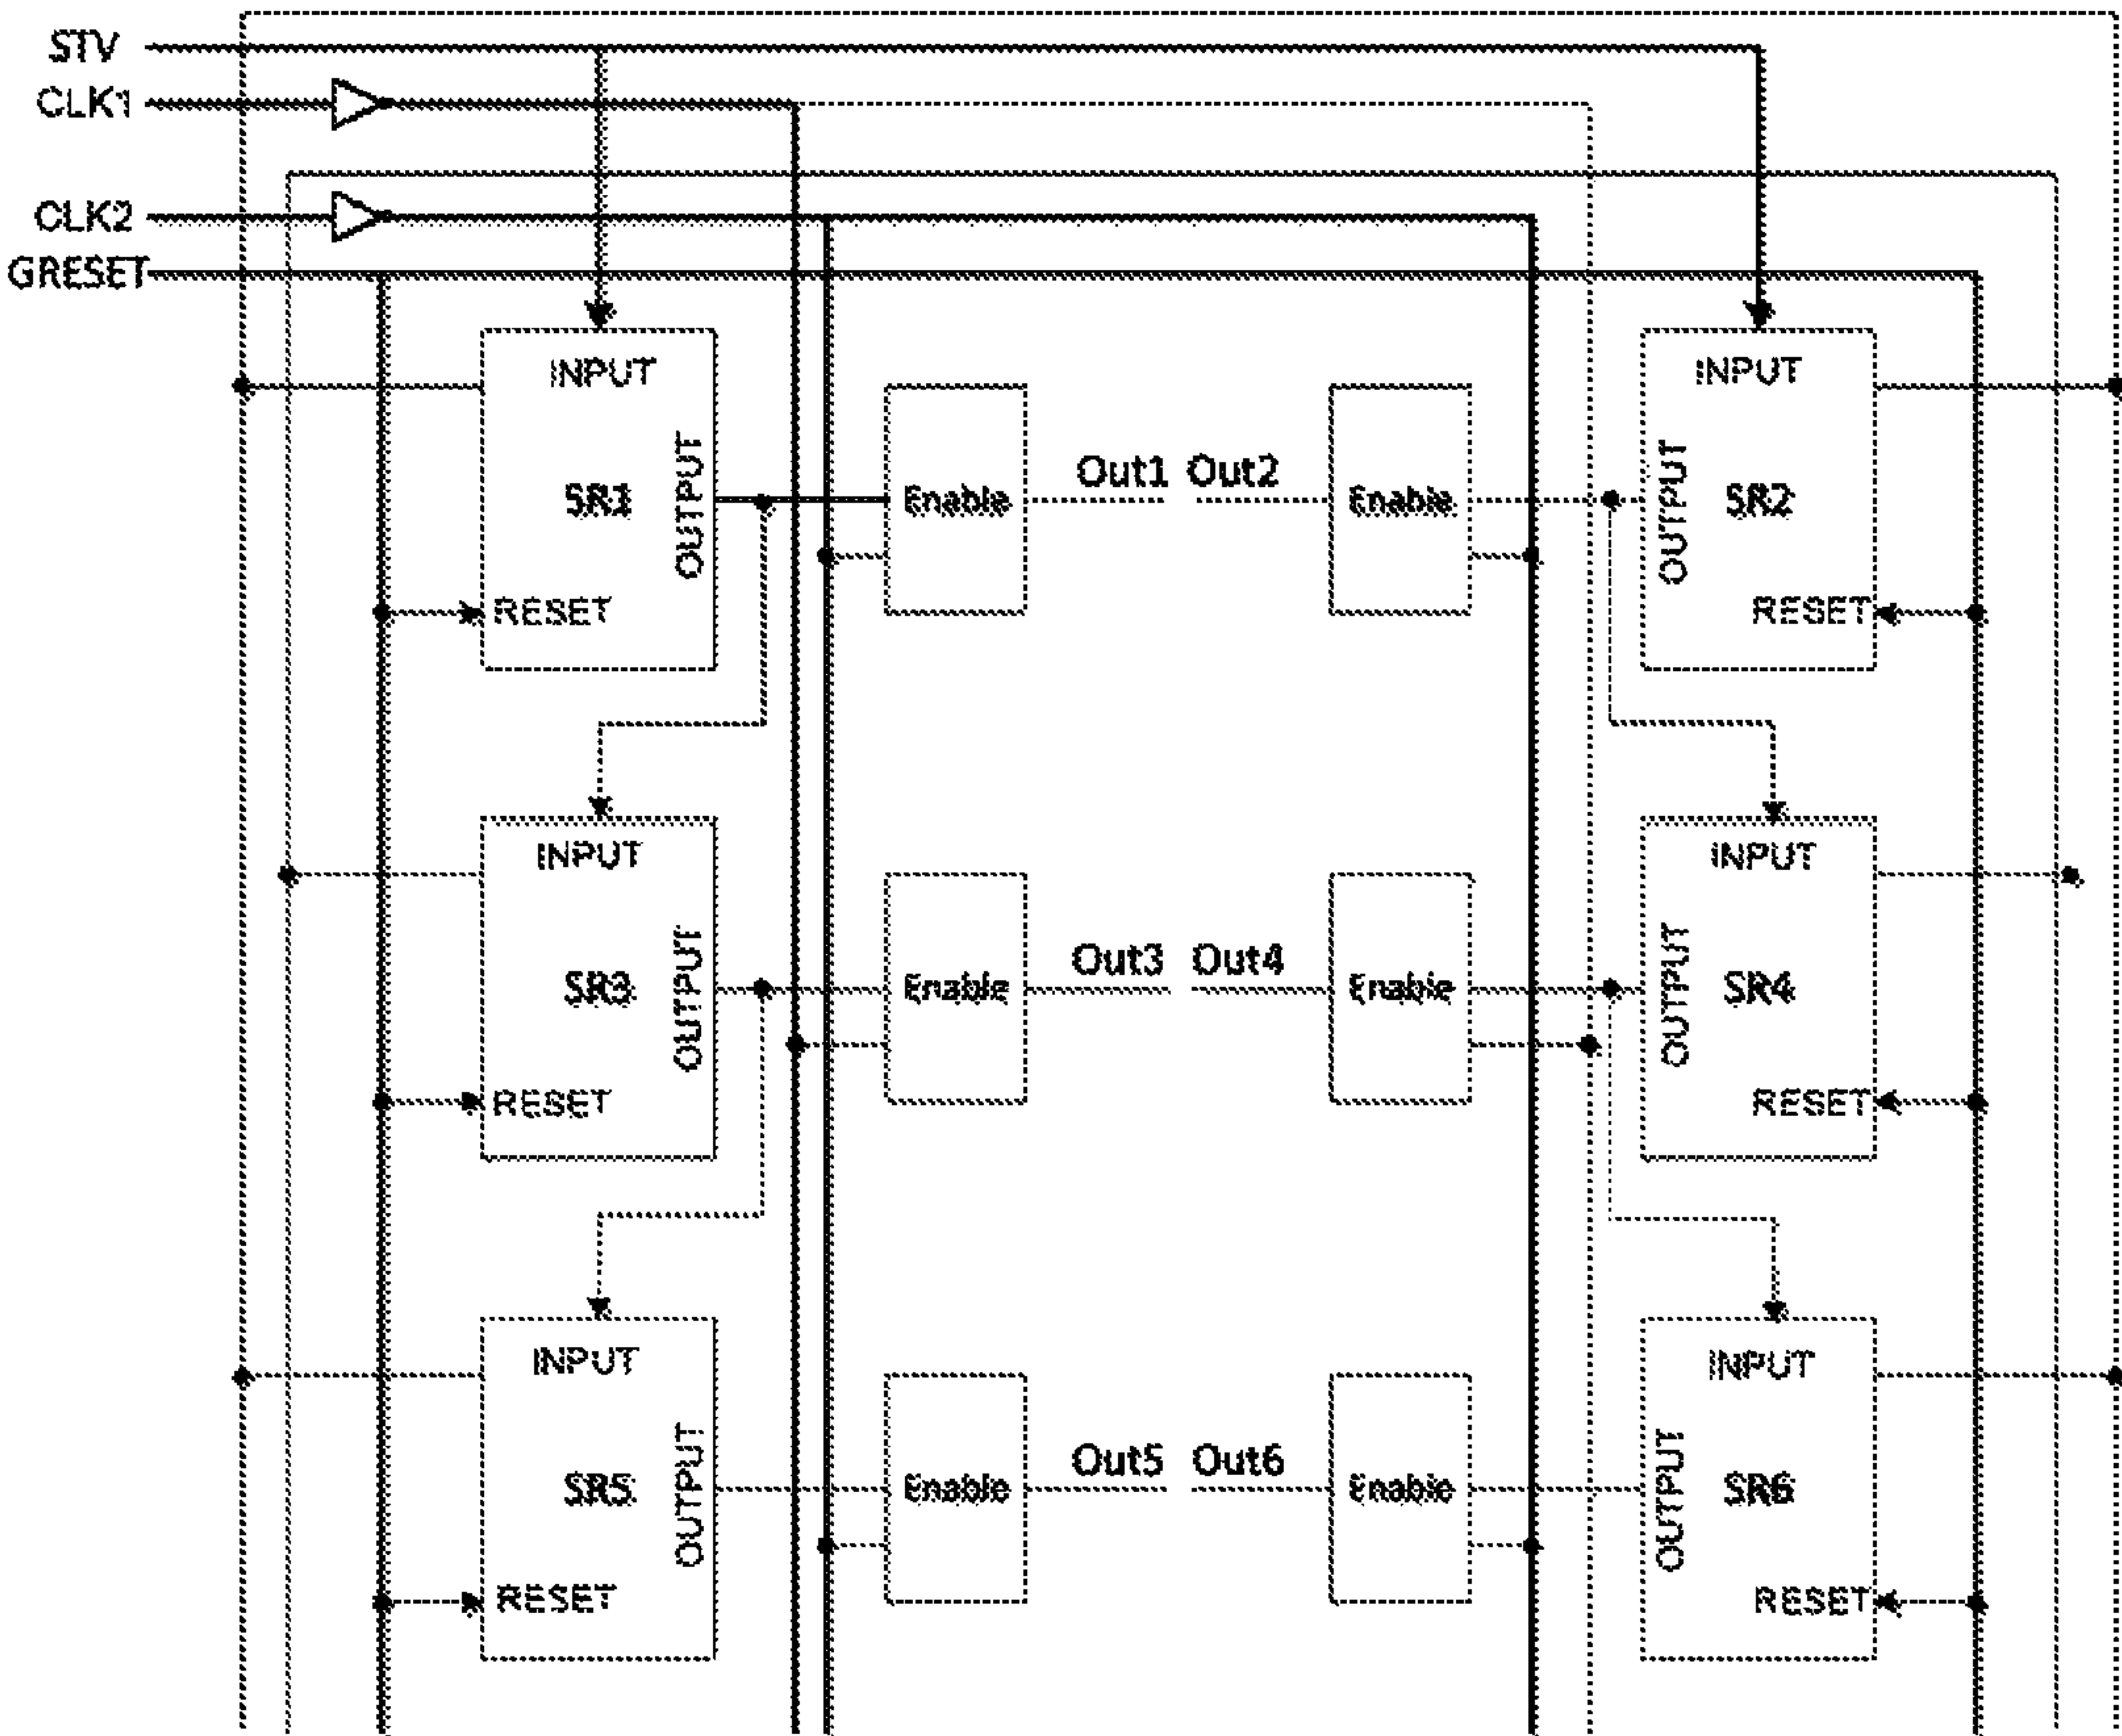 STV
CLK1
CLK2
GRESET
INPUT
OUTPUT
SR1
RESET
Enable
Out1 Out2
Enable
INPUT
OUTPUT
SR2
RESET
INPUT
OUTPUT
SR3
RESET
Enable
Out3 Out4
Enable
INPUT
OUTPUT
SR4
RESET
INPUT
OUTPUT
SR5
RESET
Enable
Out5 Out6
Enable
INPUT
OUTPUT
SR6
RESET